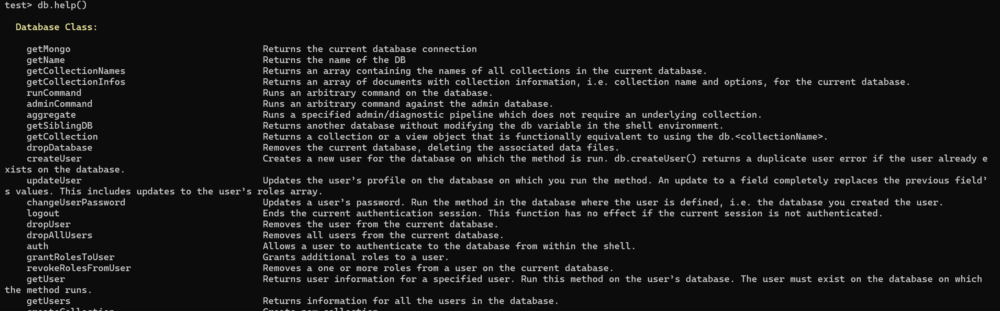 test> db.help()
Database Class:
getMongo Returns the current database connection
getName Returns the name of the DB
getCollectionNames Returns an array containing the names of all collections in the current database.
getCollectionInfos Returns an array of documents with collection information, i.e. collection name and options, for the current database.
runCommand Runs an arbitrary command on the database.
adminCommand Runs an arbitrary command against the admin database.
aggregate Runs a specified admin/diagnostic pipeline which does not require an underlying collection.
getSiblingDB Returns another database without modifying the db variable in the shell environment.
getCollection Returns a collection or a view object that is functionally equivalent to using the db.<collectionName>.
dropDatabase Removes the current database, deleting the associated data files.
createUser Creates a new user for the database on which the method is run. db.createUser() returns a duplicate user error if the user already e
xists on the database.
updateUser Updates the user’s profile on the database on which you run the method. An update to a field completely replaces the previous field’
s values. This includes updates to the user’s roles array.
changeUserPassword Updates a user’s password. Run the method in the database where the user is defined, i.e. the database you created the user.
logout Ends the current authentication session. This function has no effect if the current session is not authenticated.
dropUser Removes the user from the current database.
dropAllUsers Removes all users from the current database.
auth Allows a user to authenticate to the database from within the shell.
grantRolesToUser Grants additional roles to a user.
revokeRolesFromUser Removes a one or more roles from a user on the current database.
getUser Returns user information for a specified user. Run this method on the user’s database. The user must exist on the database on which
the method runs.
getUsers Returns information for all the users in the database.
createCollection Create new collection